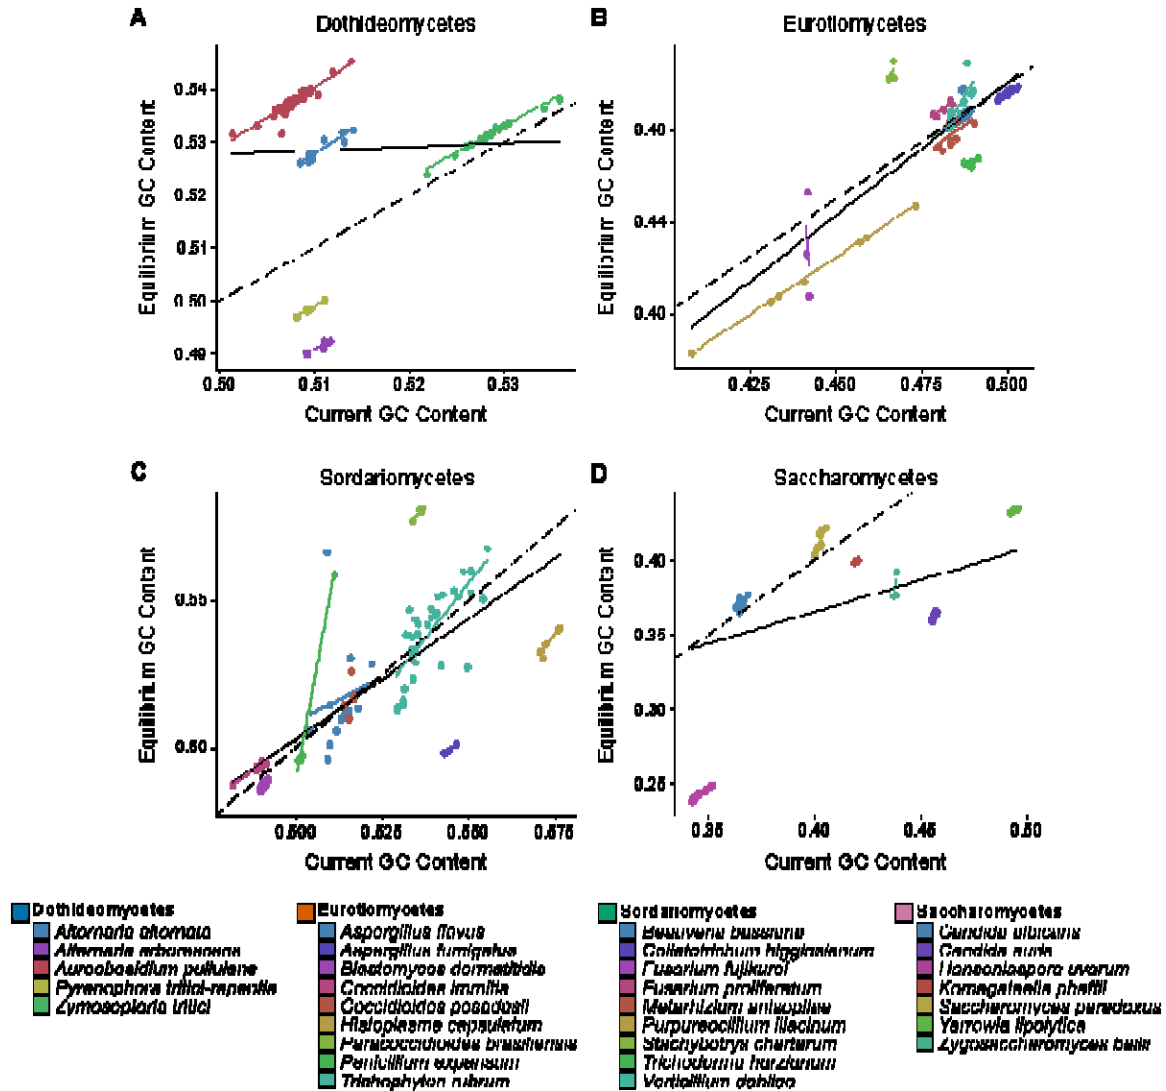 A
Dothideomycetes
Equilibrium GC Content
0.54
0.53
0.52
0.51
0.50
0.49
0.50
0.51
0.52
0.53
Current GC Content
B
Eurotiomycetes
Equilibrium GC Content
0.44
0.40
0.425
0.450
0.475
0.500
Current GC Content
C
Sordariomycetes
Equilibrium GC Content
0.55
0.50
0.500
0.525
0.550
0.575
Current GC Content
D
Saccharomycetes
Equilibrium GC Content
0.40
0.35
0.30
0.25
0.35
0.40
0.45
0.50
Current GC Content
Dothideomycetes
Alternaria alternata
Alternaria arborescens
Aureobasidium pullulans
Pyrenophora tritici-repentis
Zymoseptoria tritici
Eurotiomycetes
Aspergillus flavus
Aspergillus fumigatus
Blastomyces dermatitidis
Coccidioides immitis
Coccidioides posadasii
Histoplasma capsulatum
Paracoccidioides brasiliensis
Penicillium expansum
Trichophyton rubrum
Sordariomycetes
Beauveria bassiana
Colletotrichum higginsianum
Fusarium fujikuroi
Fusarium proliferatum
Metarhizium anisopliae
Purpureocillium lilacinum
Stachybotrys chartarum
Trichoderma harzianum
Verticillium dahliae
Saccharomycetes
Candida albicans
Candida auris
Hanseniaspora uvarum
Komagataella phaffii
Saccharomyces paradoxus
Yarrowia lipolytica
Zygosaccharomyces bailii